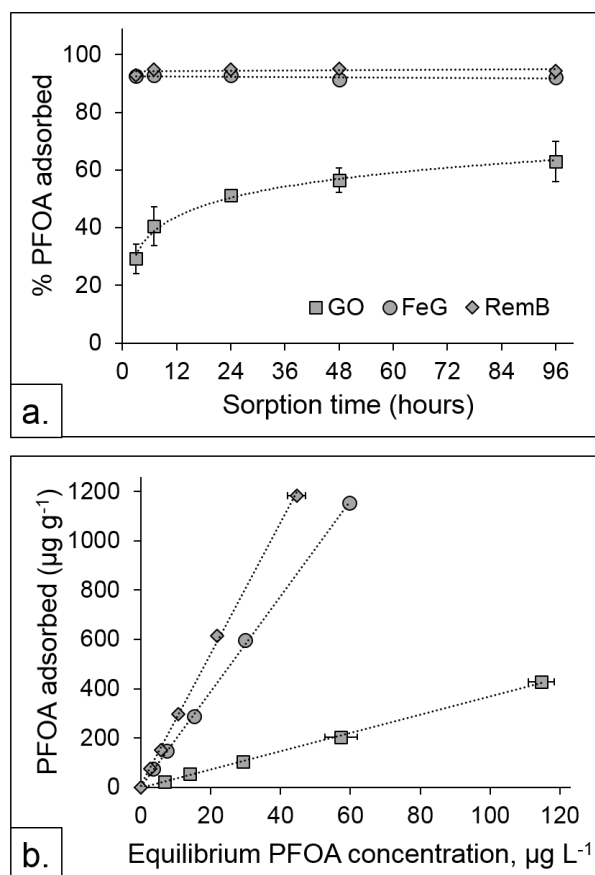 100
80
60
40
20
0
% PFOA adsorbed
GO FeG RemB
0 12 24 36 48 60 72 84 96
Sorption time (hours)
a.
1200
1000
800
600
400
200
0
PFOA adsorbed (µg g⁻¹)
0 20 40 60 80 100 120
Equilibrium PFOA concentration, µg L⁻¹
b.